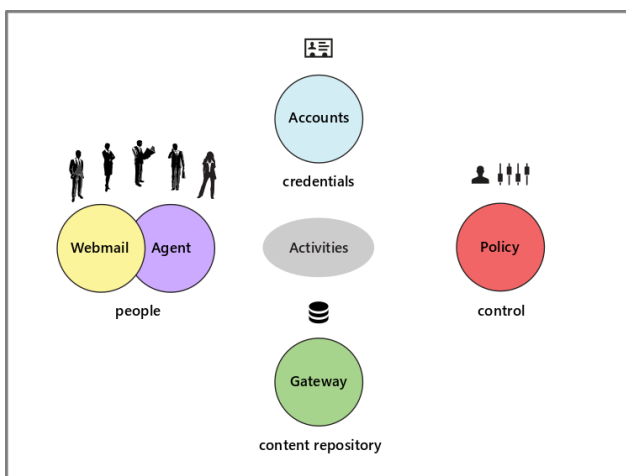 Accounts
credentials
Webmail
Agent
Activities
Policy
people
control
Gateway
content repository